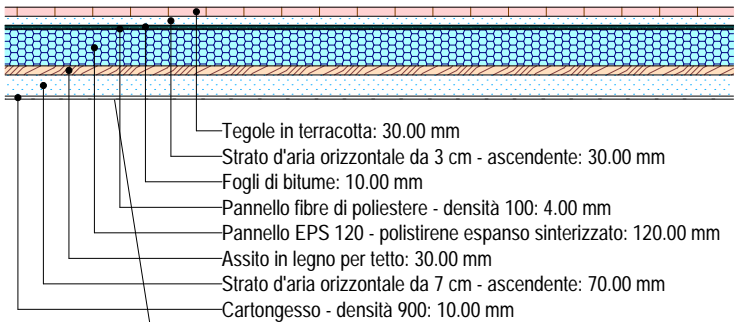 Tegole in terracotta: 30.00 mm
Strato d'aria orizzontale da 3 cm - ascendente: 30.00 mm
Fogli di bitume: 10.00 mm
Pannello fibre di poliestere - densità 100: 4.00 mm
Pannello EPS 120 - polistirene espanso sinterizzato: 120.00 mm
Assito in legno per tetto: 30.00 mm
Strato d'aria orizzontale da 7 cm - ascendente: 70.00 mm
Cartongesso - densità 900: 10.00 mm